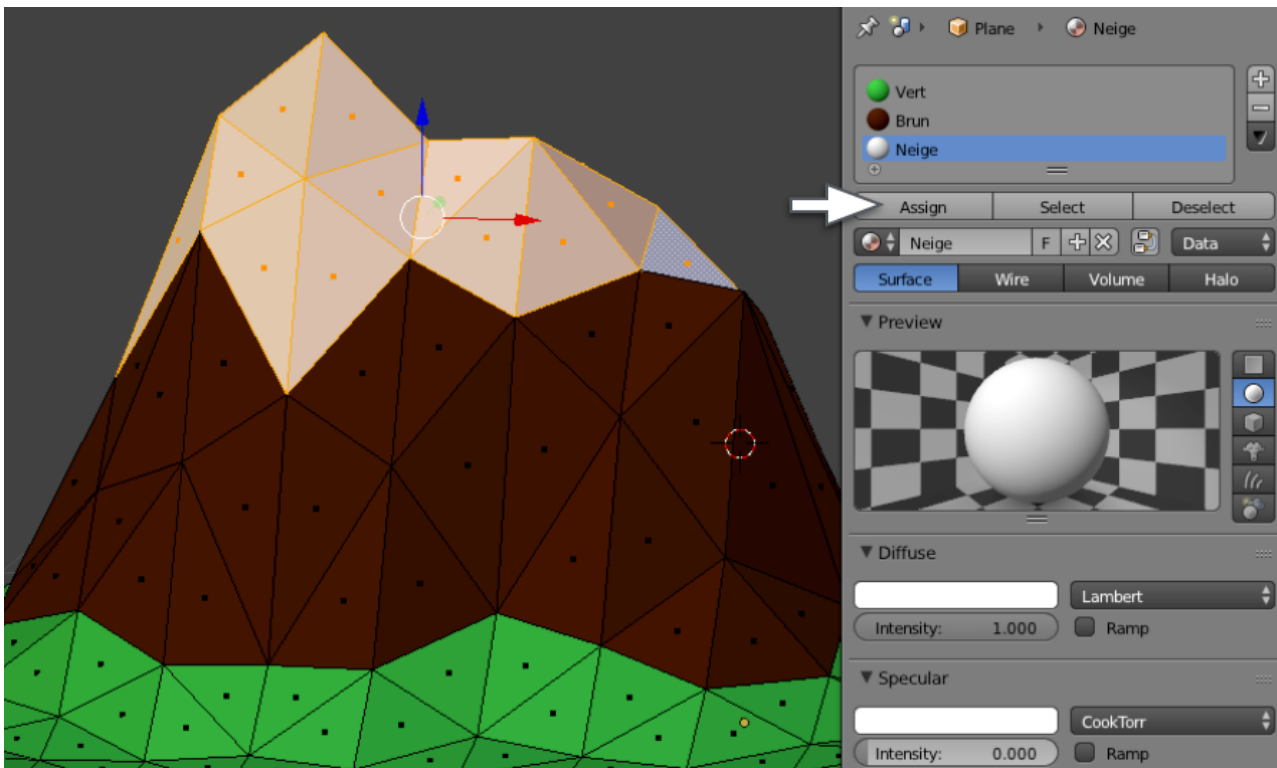 Plane Neige
Vert
Brun
Neige
Assign Select Deselect
Neige F Data
Surface Wire Volume Halo
Preview
Diffuse
Lambert
Intensity: 1.000 Ramp
Specular
CookTorr
Intensity: 0.000 Ramp